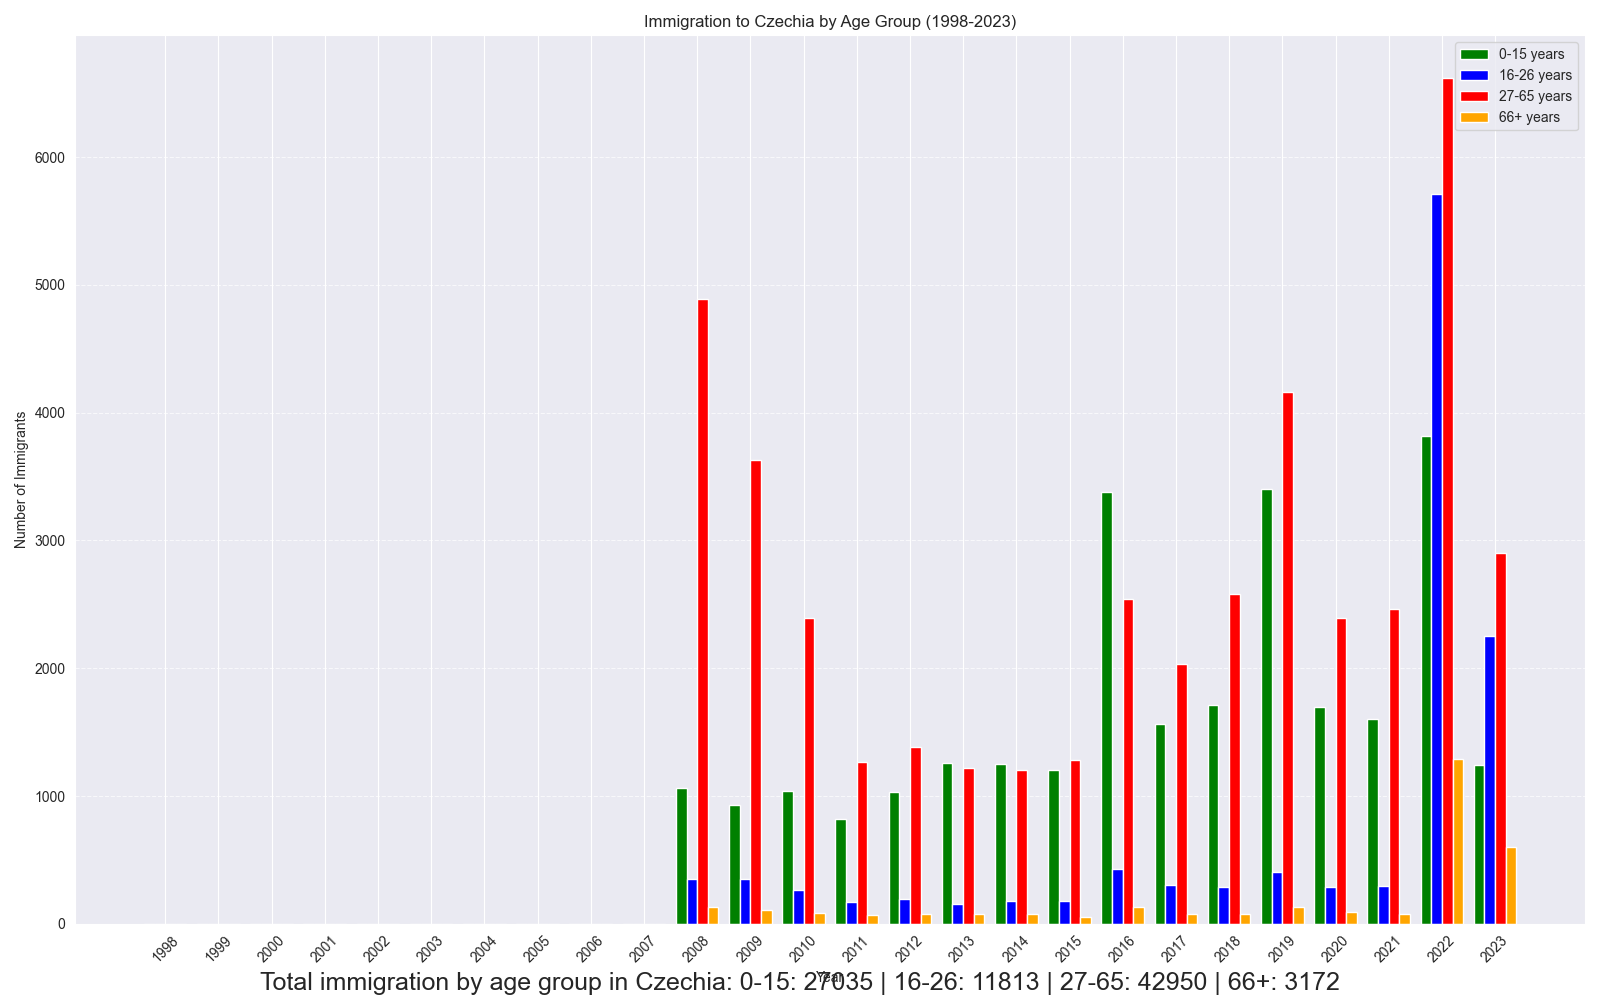 Immigration to Czechia by Age Group (1998-2023)
0-15 years
16-26 years
27-65 years
66+ years
Number of Immigrants
6000
5000
4000
3000
2000
1000
0
1998 1999 2000 2001 2002 2003 2004 2005 2006 2007 2008 2009 2010 2011 2012 2013 2014 2015 2016 2017 2018 2019 2020 2021 2022 2023
Year
Total immigration by age group in Czechia: 0-15: 27035 | 16-26: 11813 | 27-65: 42950 | 66+: 3172